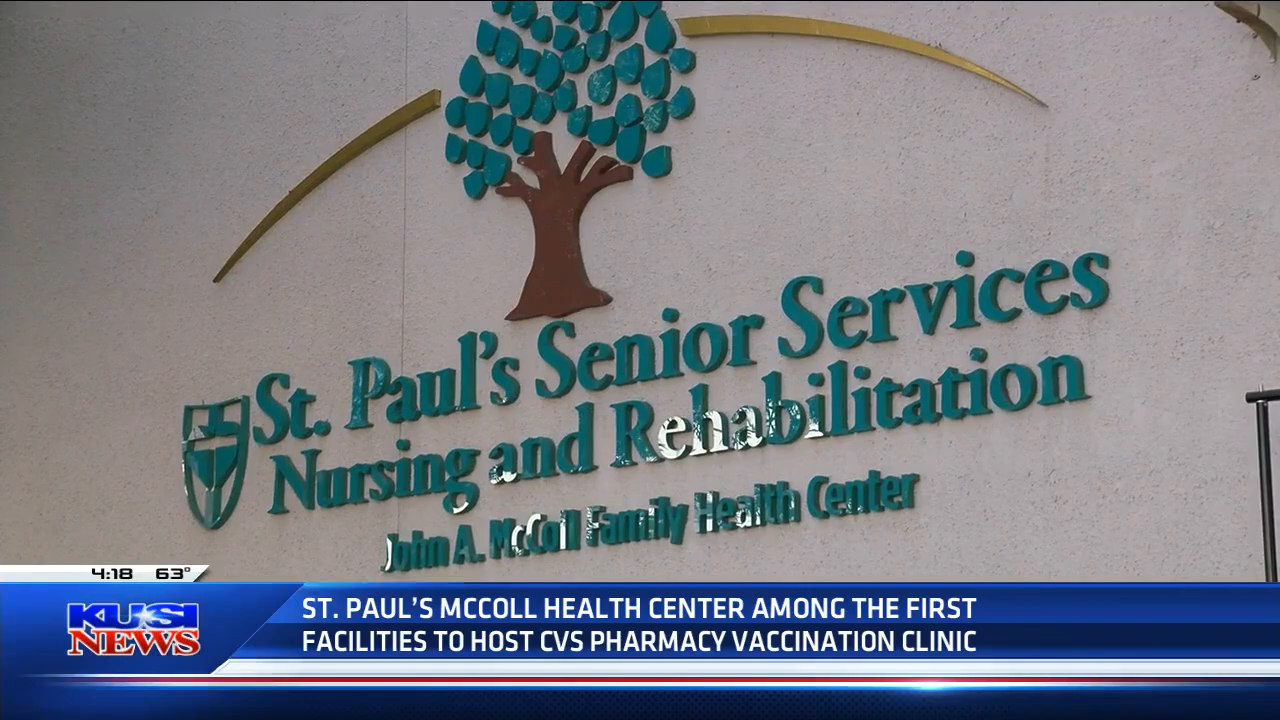 St. Paul's Senior Services
Nursing and Rehabilitation
John A. McColl Family Health Center
4:18 63°
KUSI
NEWS
ST. PAUL'S MCCOLL HEALTH CENTER AMONG THE FIRST
FACILITIES TO HOST CVS PHARMACY VACCINATION CLINIC